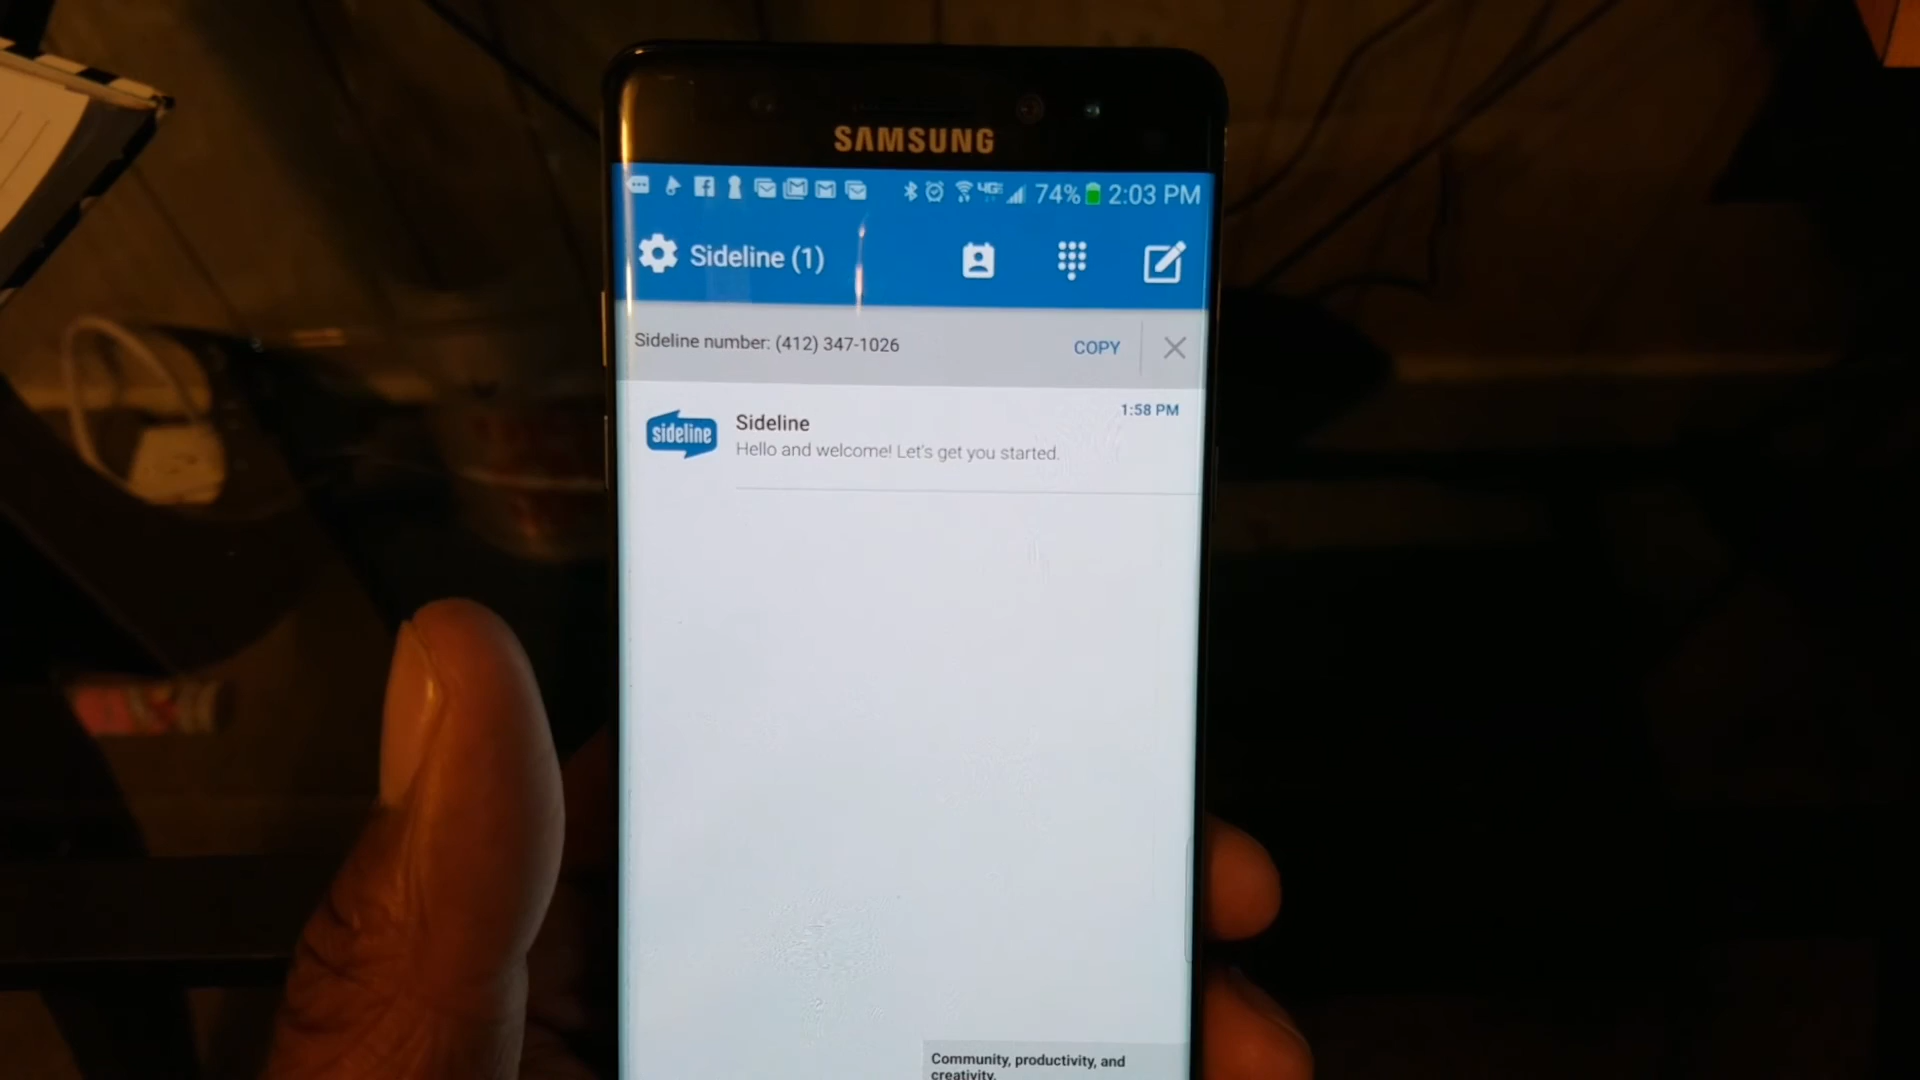 SAMSUNG
4G 74% 2:03 PM
Sideline (1)
Sideline number: (412) 347-1026 COPY
sideline
Sideline 1:58 PM
Hello and welcome! Let's get you started.
Community, productivity, and
creativity.